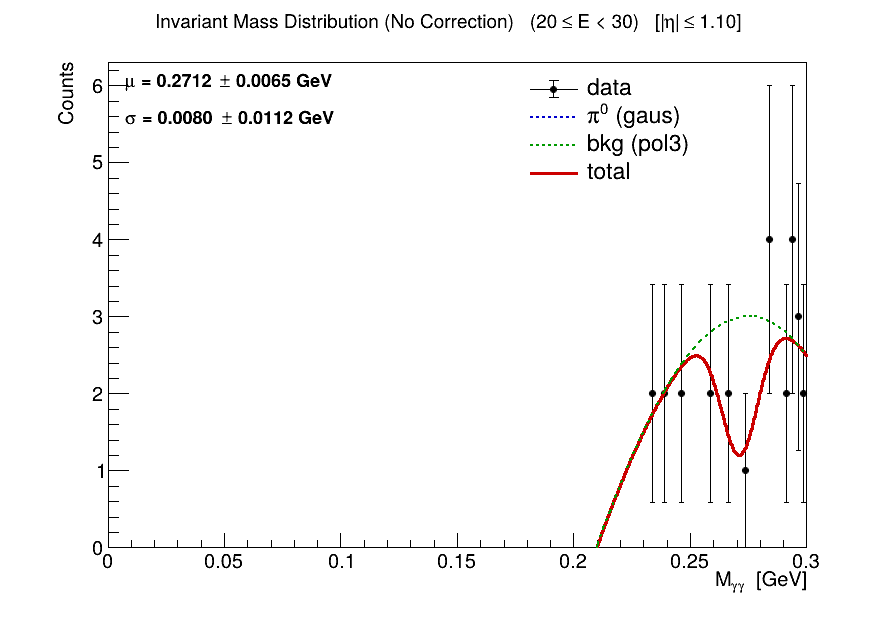 Invariant Mass Distribution (No Correction) (20 ≤ E < 30) [|η| ≤ 1.10]
Counts
μ = 0.2712 ± 0.0065 GeV
σ = 0.0080 ± 0.0112 GeV
data
π⁰ (gaus)
bkg (pol3)
total
6
5
4
3
2
1
0
0 0.05 0.1 0.15 0.2 0.25 0.3
Mγγ [GeV]